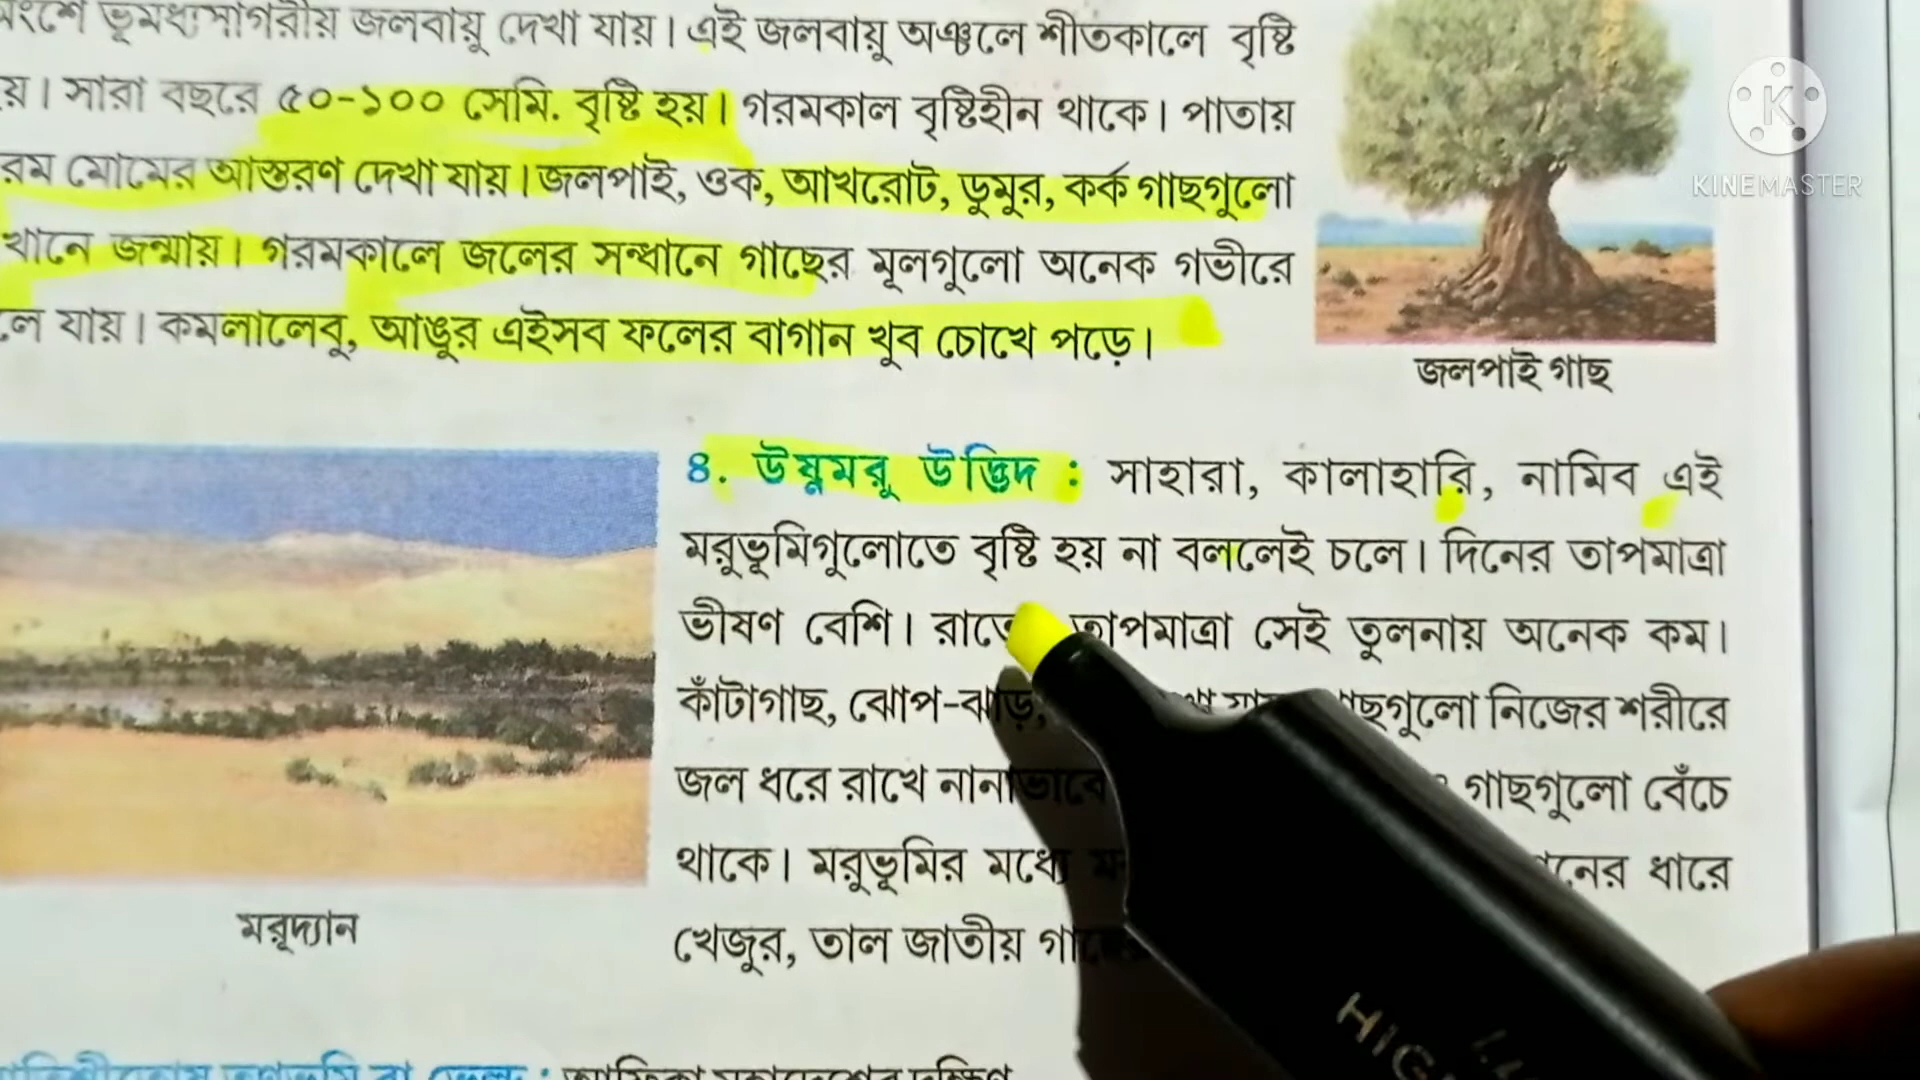 ভূমধ্যসাগরীয় জলবায়ু দেখা যায়। এই জলবায়ু অঞ্চলে শীতকালে বৃষ্টি
য়। সারা বছরে ৫০-১০০ সেমি. বৃষ্টি হয়। গরমকাল বৃষ্টিহীন থাকে। পাতায়
রম মোমের আস্তরণ দেখা যায়। জলপাই, ওক, আখরোট, ডুমুর, কর্ক গাছগুলো
খানে জন্মায়। গরমকালে জলের সন্ধানে গাছের মূলগুলো অনেক গভীরে
লে যায়। কমলালেবু, আঙুর এইসব ফলের বাগান খুব চোখে পড়ে।
KINEMASTER
জলপাই গাছ
৪. উষ্ণমরু উদ্ভিদ : সাহারা, কালাহারি, নামিব এই
মরুভূমিগুলোতে বৃষ্টি হয় না বললেই চলে। দিনের তাপমাত্রা
ভীষণ বেশি। তাপমাত্রা সেই তুলনায় অনেক কম।
কাঁটাগাছ, ঝোপ-ঝাড়, নিজের শরীরে
জল ধরে রাখে নানাভাবে গাছগুলো বেঁচে
থাকে। মরুভূমির মধ্যে ধারে
খেজুর, তাল জাতীয়
মরূদ্যান